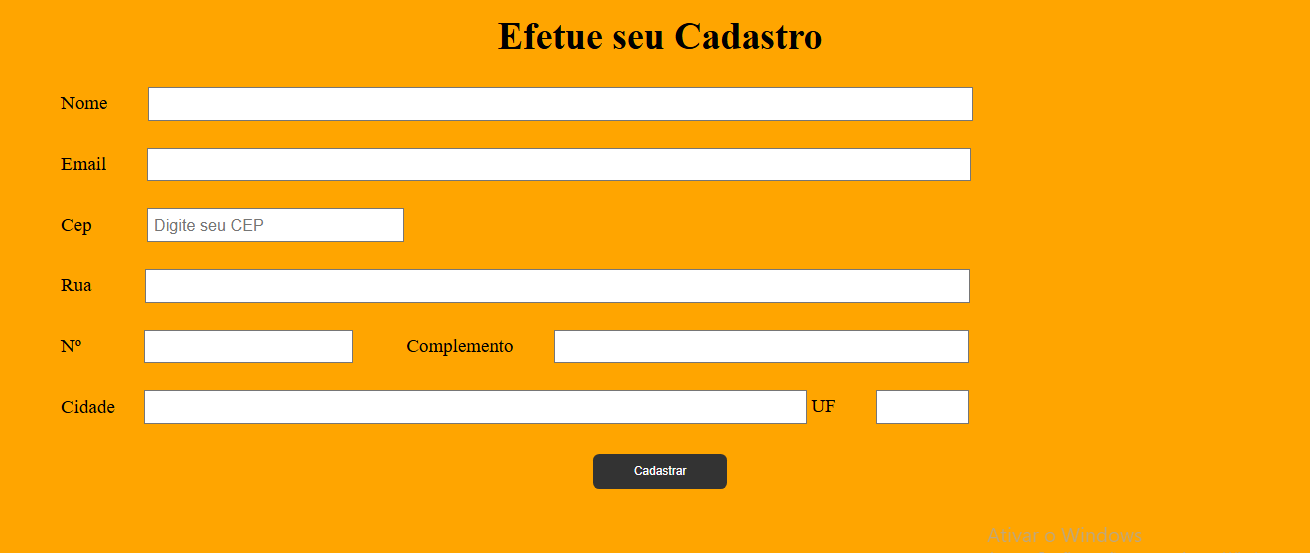 Efetue seu Cadastro
Nome
Email
Cep Digite seu CEP
Rua
Nº Complemento
Cidade UF
Cadastrar
Ativar o Windows